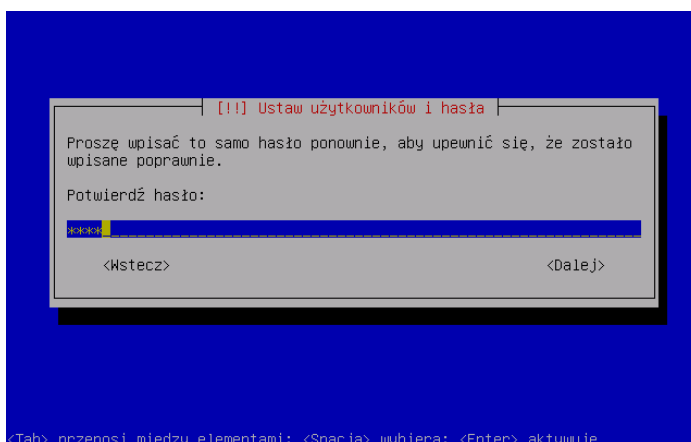 [!!] Ustaw użytkowników i hasła
Proszę wpisać to samo hasło ponownie, aby upewnić się, że zostało
wpisane poprawnie.
Potwierdź hasło:
****
<Wstecz> <Dalej>
<Tab> przenosi między elementami; <Spacja> wybiera; <Enter> aktywuje